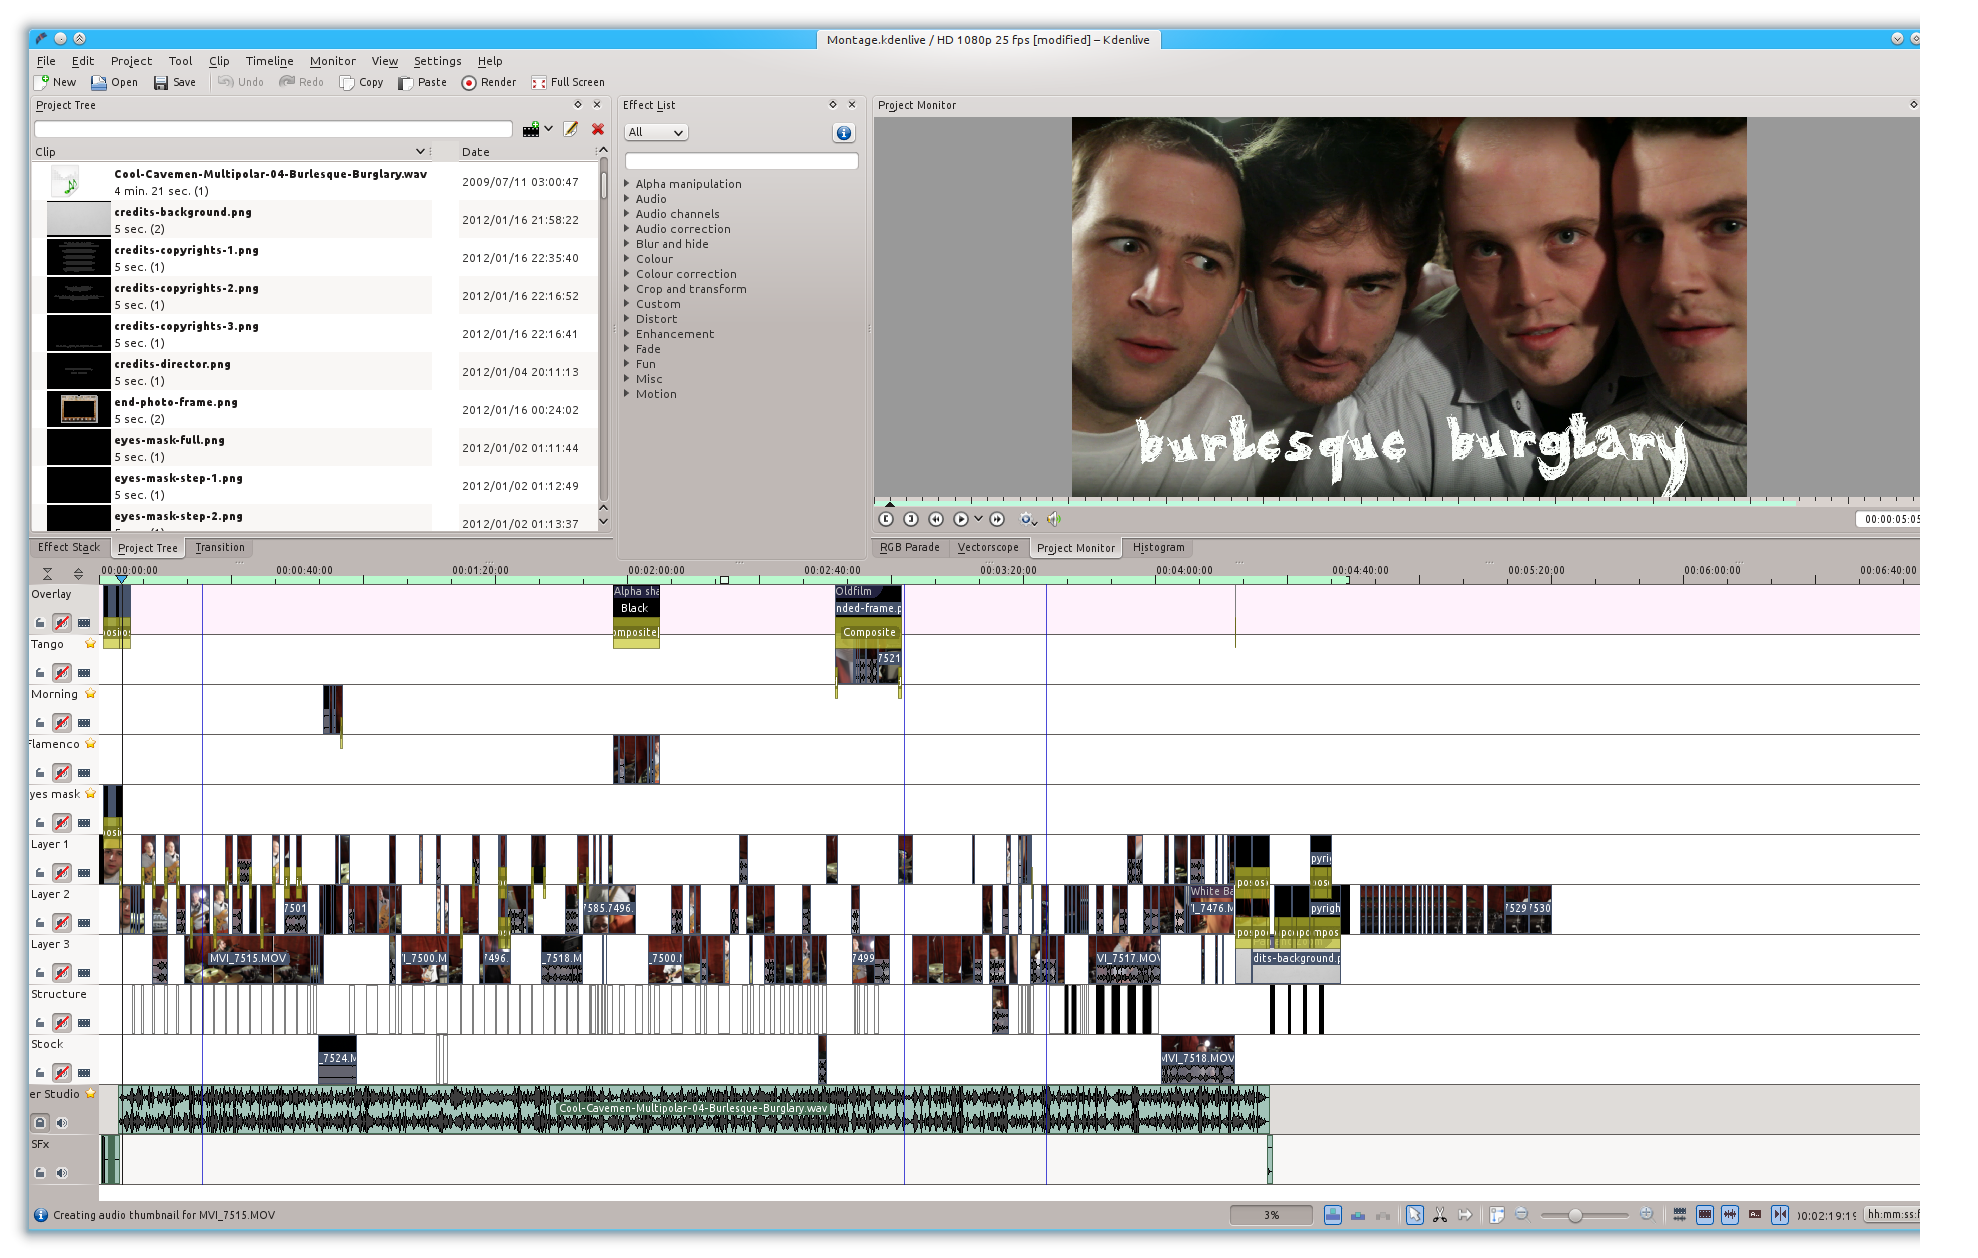 Montage.kdenlive / HD 1080p 25 fps [modified] – Kdenlive
File Edit Project Tool Clip Timeline Monitor View Settings Help
New Open Save Undo Redo Copy Paste Render Full Screen
Project Tree
Clip Date
Cool-Cavemen-Multipolar-04-Burlesque-Burglary.wav
4 min. 21 sec. (1)
2009/07/11 03:00:47
credits-background.png
5 sec. (2)
2012/01/16 21:58:22
credits-copyrights-1.png
5 sec. (1)
2012/01/16 22:35:40
credits-copyrights-2.png
5 sec. (1)
2012/01/16 22:16:52
credits-copyrights-3.png
5 sec. (1)
2012/01/16 22:16:41
credits-director.png
5 sec. (1)
2012/01/04 20:11:13
end-photo-frame.png
5 sec. (2)
2012/01/16 00:24:02
eyes-mask-full.png
5 sec. (1)
2012/01/02 01:11:44
eyes-mask-step-1.png
5 sec. (1)
2012/01/02 01:12:49
eyes-mask-step-2.png
2012/01/02 01:13:37
Effect Stack Project Tree Transition
Effect List
All
Alpha manipulation
Audio
Audio channels
Audio correction
Blur and hide
Colour
Colour correction
Crop and transform
Custom
Distort
Enhancement
Fade
Fun
Misc
Motion
Project Monitor
burlesque burglary
00:00:05:05
RGB Parade Vectorscope Project Monitor Histogram
00:00:00:00 00:00:40:00 00:01:20:00 00:02:00:00 00:02:40:00 00:03:20:00 00:04:00:00 00:04:40:00 00:05:20:00 00:06:00:00 00:06:40:00
Overlay
Alpha sha
Black
omposite
Oldfilm
nded-frame.p
Composite
Tango
7521
Morning
Flamenco
yes mask
Layer 1
pyri
Layer 2
7501
7585.7496.
White Ba
I_7476.M
pyrigh
7529 7530
Layer 3
MVI_7515.MOV
I_7500.M
7496.
_7518.M
_7500.
7499
VI_7517.MOV
dits-background.p
Structure
Stock
_7524.M
MVI_7518.MOV
er Studio
Cool-Cavemen-Multipolar-04-Burlesque-Burglary.wav
SFx
Creating audio thumbnail for MVI_7515.MOV
3%
00:02:19:19
hh:mm:ss:f